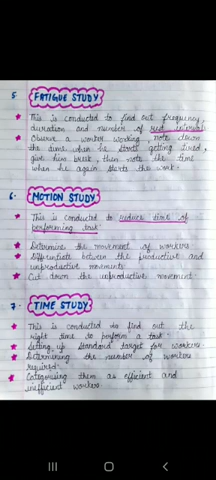 5. FATIGUE STUDY
★ This is conducted to find out frequency
duration and number of rest interval
★ Observe a worker working, note down
the time when he starts getting tired,
give him break, then note the time
when he again starts the work.
6. MOTION STUDY
★ This is conducted to reduce time of
performing task
★ Determine the movement of workers
★ Differentiate between the productive and
unproductive movements.
★ Cut down the unproductive movement
7. TIME STUDY
★ This is conducted to find out the
right time to perform a task.
★ Setting up standard target for workers
★ Determining the number of workers
required.
★ Categorising them as efficient and
inefficient workers.